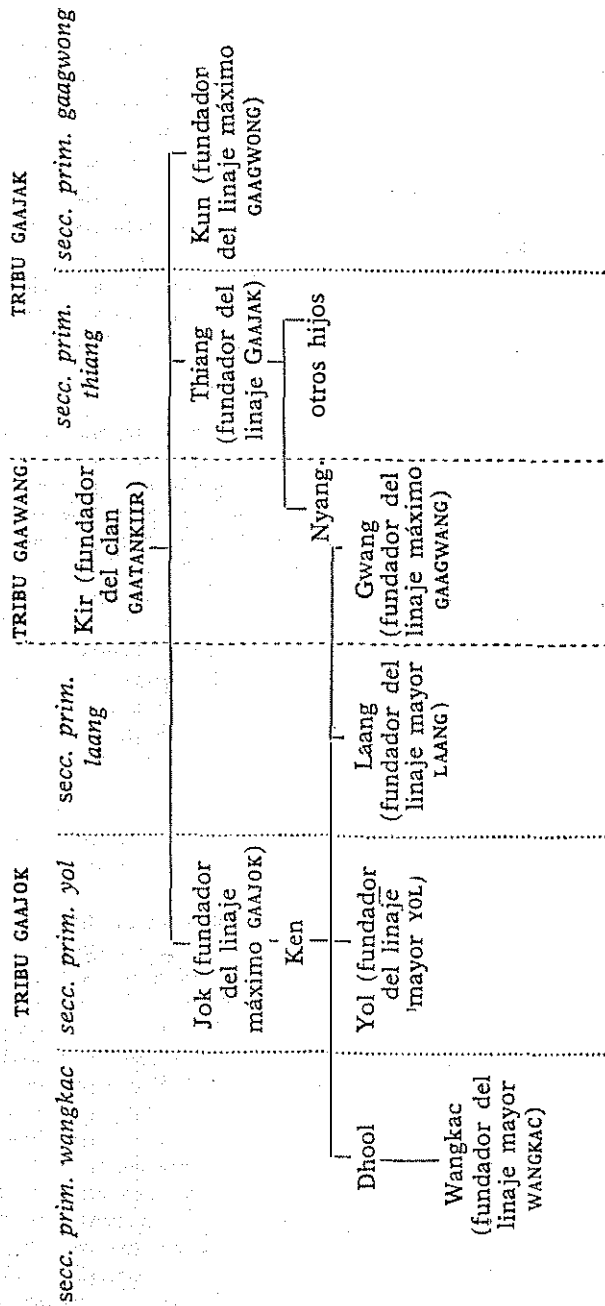 TRIBU GAAJOK
TRIBU GAAWANG
TRIBU GAAJAK
secc. prim. wangkac
secc. prim. yol
secc. prim.
laang
secc. prim.
thiang
secc. prim. gaagwong
Kir (fundador
del clan
GAATANKIIR)
Jok (fundador
del linaje
máximo GAAJOK)
Thiang
(fundador del
linaje GAAJAK)
Kun (fundador
del linaje máximo
GAAGWONG)
Ken
Nyang.
otros hijos
Dhool
Yol (fundador
del linaje
mayor YOL)
Laang
(fundador del
linaje mayor
LAANG)
Gwang
(fundador del
linaje máximo
GAAGWANG)
Wangkac
(fundador del
linaje mayor
WANGKAC)